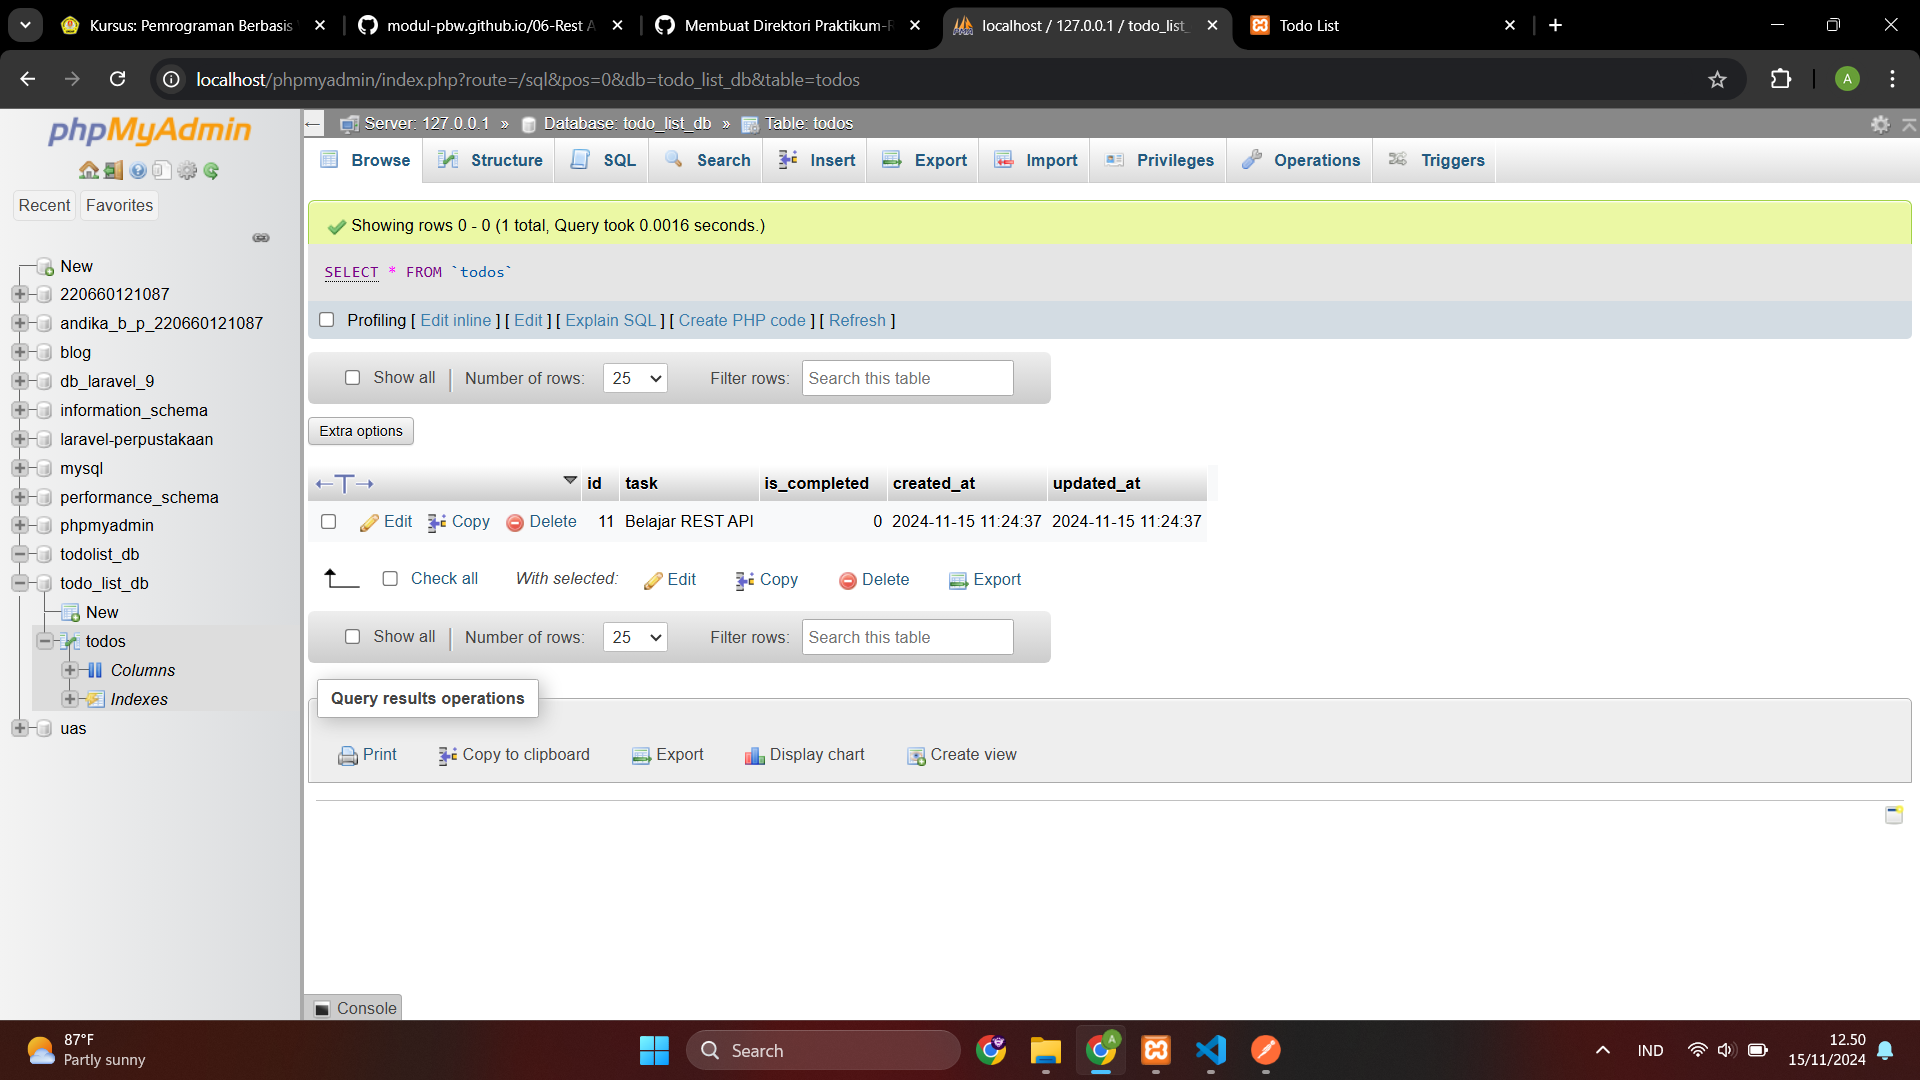 Kursus: Pemrograman Berbasis
modul-pbw.github.io/06-Rest A
Membuat Direktori Praktikum-R
localhost / 127.0.0.1 / todo_list_
Todo List
localhost/phpmyadmin/index.php?route=/sql&pos=0&db=todo_list_db&table=todos
A
phpMyAdmin
Recent
Favorites
New
220660121087
andika_b_p_220660121087
blog
db_laravel_9
information_schema
laravel-perpustakaan
mysql
performance_schema
phpmyadmin
todolist_db
todo_list_db
New
todos
Columns
Indexes
uas
Server: 127.0.0.1 » Database: todo_list_db » Table: todos
Browse
Structure
SQL
Search
Insert
Export
Import
Privileges
Operations
Triggers
Showing rows 0 - 0 (1 total, Query took 0.0016 seconds.)
SELECT * FROM `todos`
Profiling [ Edit inline ] [ Edit ] [ Explain SQL ] [ Create PHP code ] [ Refresh ]
Show all
Number of rows: 25
Filter rows: Search this table
Extra options
←T→ id task is_completed created_at updated_at
Edit Copy Delete 11 Belajar REST API 0 2024-11-15 11:24:37 2024-11-15 11:24:37
Check all With selected: Edit Copy Delete Export
Show all
Number of rows: 25
Filter rows: Search this table
Query results operations
Print
Copy to clipboard
Export
Display chart
Create view
Console
87°F
Partly sunny
Search
A
IND
12.50
15/11/2024